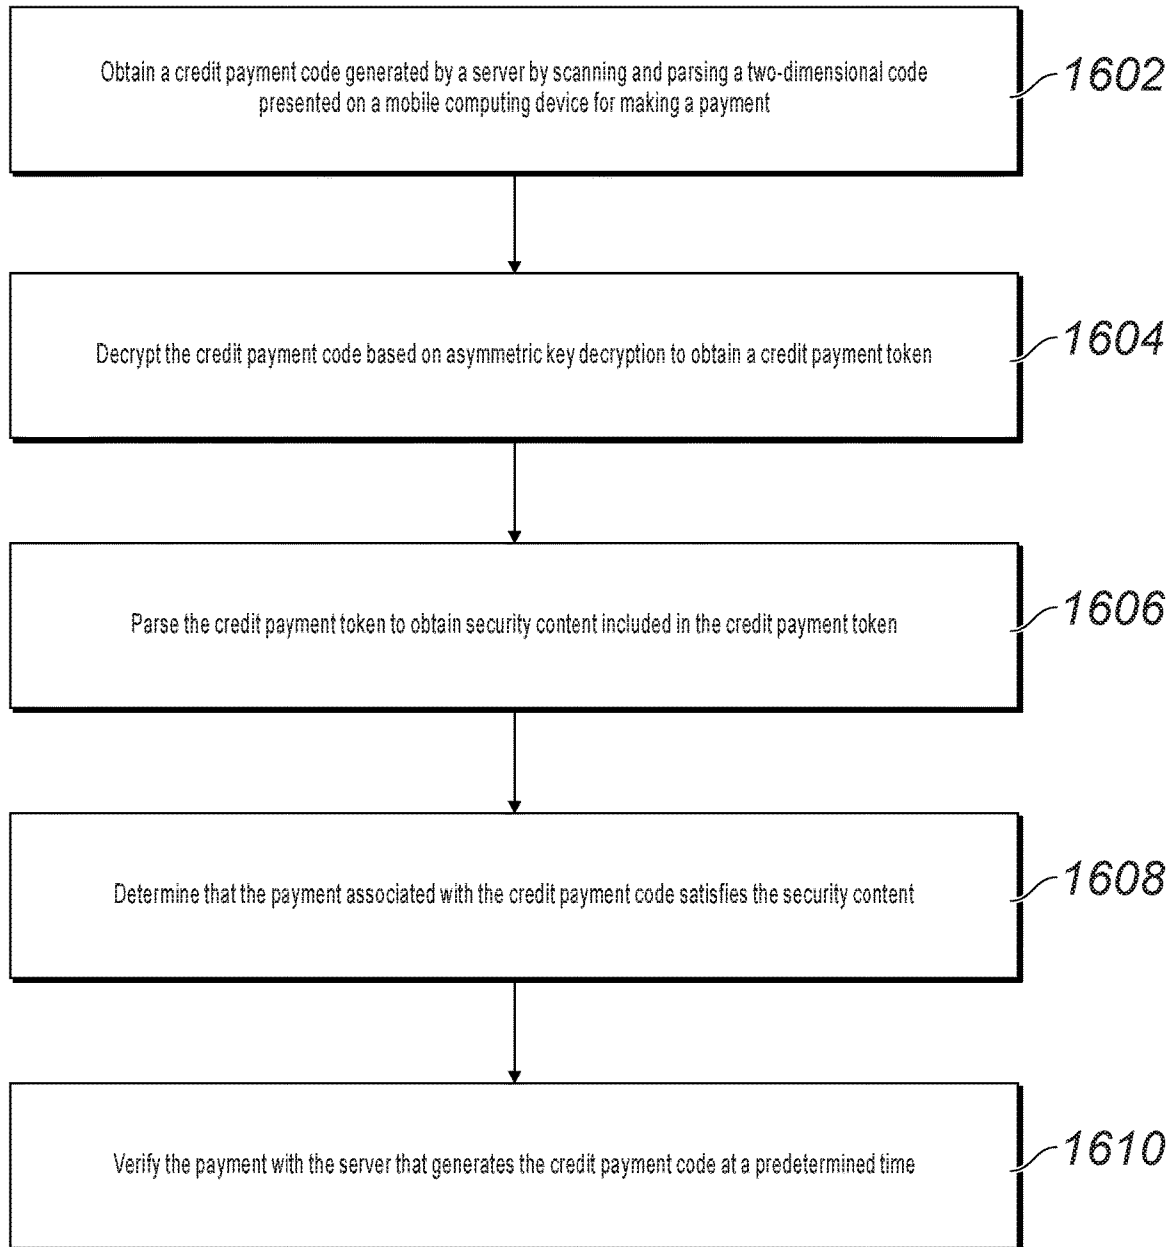 Obtain a credit payment code generated by a server by scanning and parsing a two-dimensional code
presented on a mobile computing device for making a payment
1602
Decrypt the credit payment code based on asymmetric key decryption to obtain a credit payment token
1604
Parse the credit payment token to obtain security content included in the credit payment token
1606
Determine that the payment associated with the credit payment code satisfies the security content
1608
Verify the payment with the server that generates the credit payment code at a predetermined time
1610